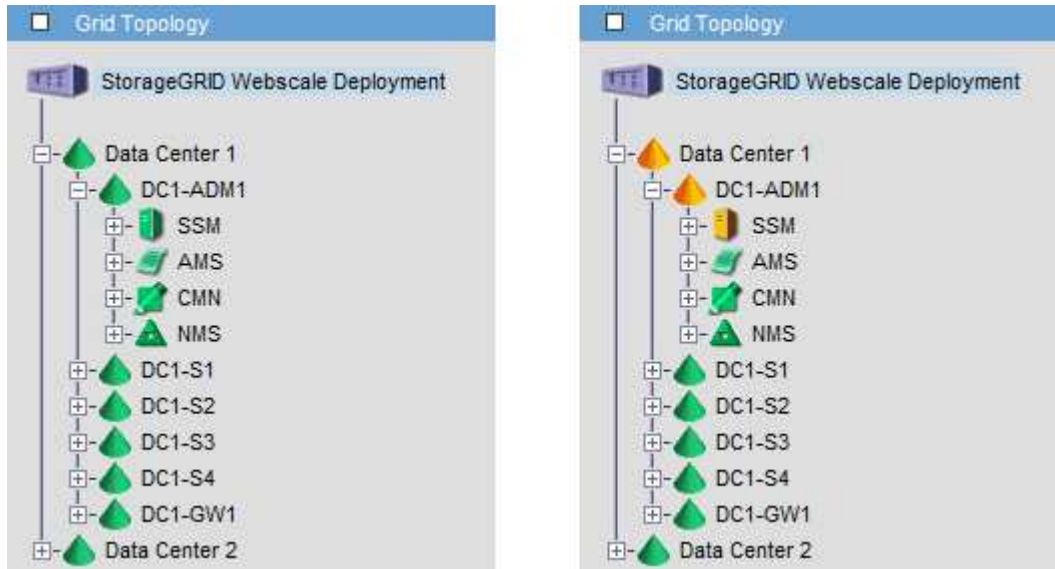 Grid Topology
StorageGRID Webscale Deployment
Data Center 1
DC1-ADM1
SSM
AMS
CMN
NMS
DC1-S1
DC1-S2
DC1-S3
DC1-S4
DC1-GW1
Data Center 2
Grid Topology
StorageGRID Webscale Deployment
Data Center 1
DC1-ADM1
SSM
AMS
CMN
NMS
DC1-S1
DC1-S2
DC1-S3
DC1-S4
DC1-GW1
Data Center 2